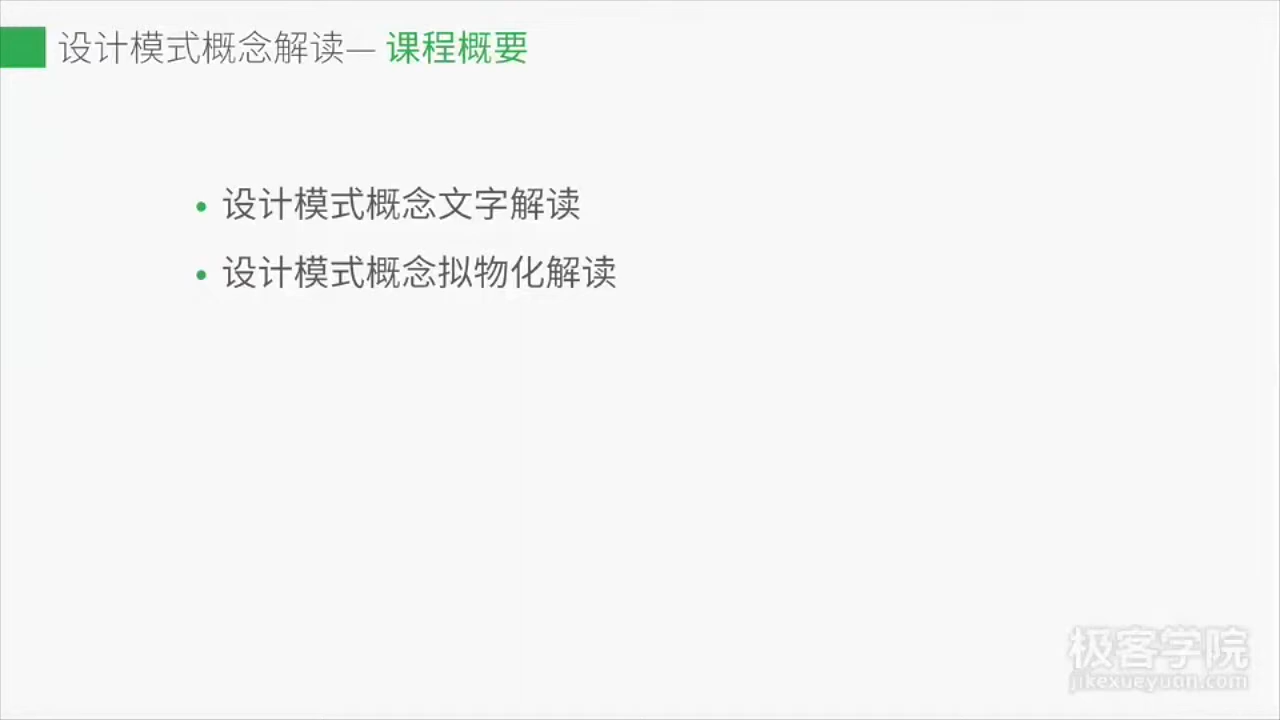 设计模式概念解读— 课程概要
• 设计模式概念文字解读
• 设计模式概念拟物化解读
极客学院
jikexueyuan.com